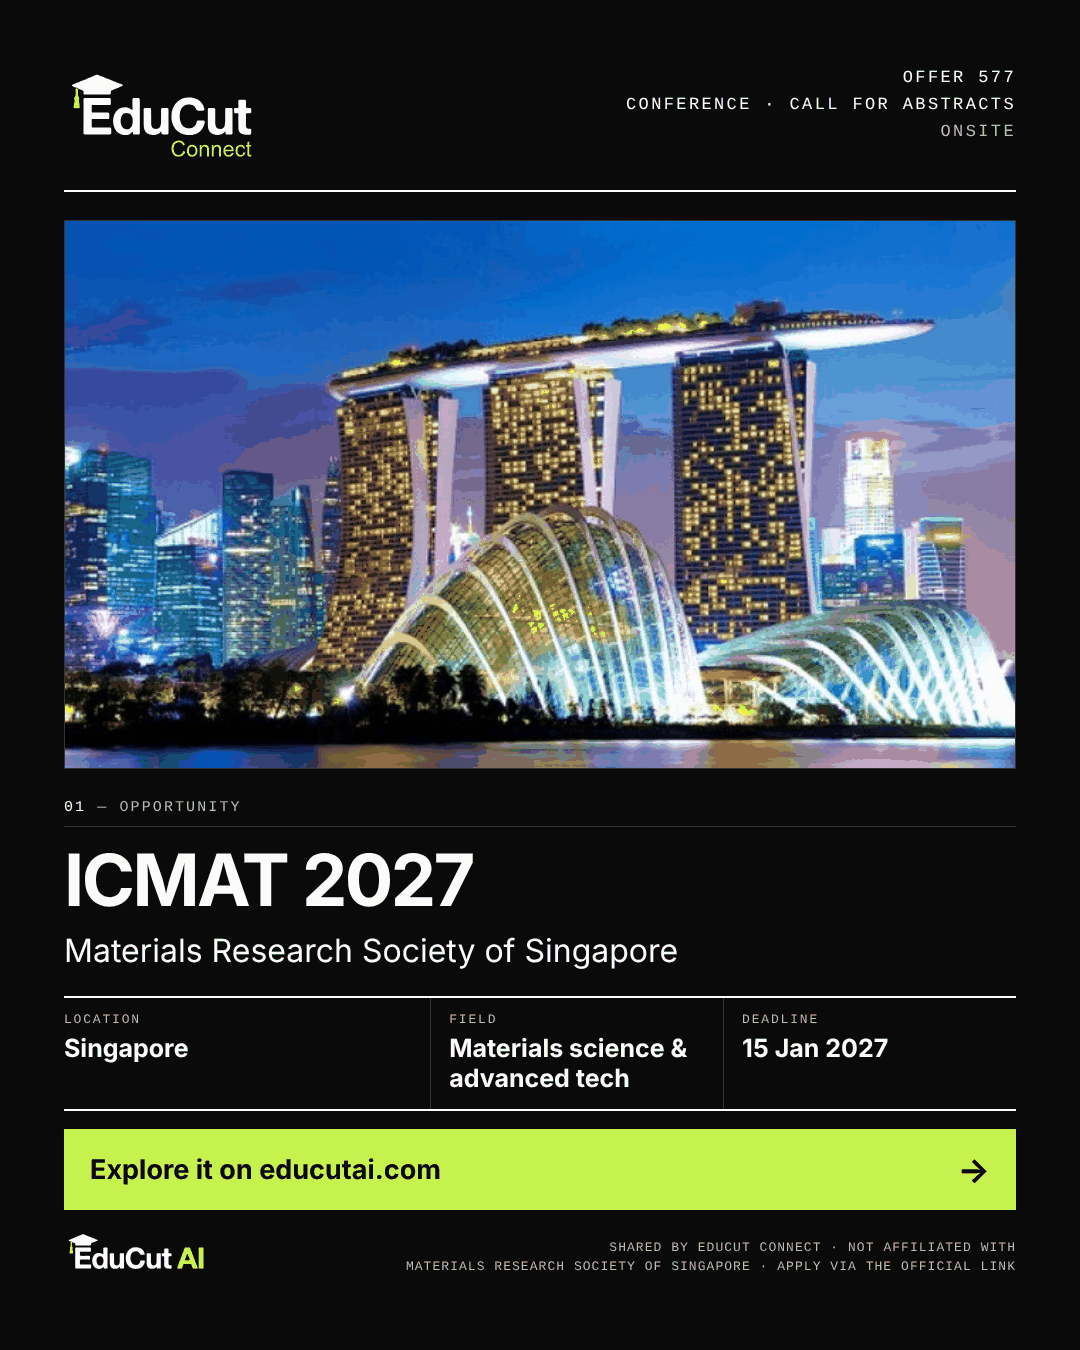 EduCut
Connect
OFFER 577
CONFERENCE · CALL FOR ABSTRACTS
ONSITE
01 — OPPORTUNITY
ICMAT 2027
Materials Research Society of Singapore
LOCATION
Singapore
FIELD
Materials science &
advanced tech
DEADLINE
15 Jan 2027
Explore it on educutai.com →
EduCut AI
SHARED BY EDUCUT CONNECT · NOT AFFILIATED WITH
MATERIALS RESEARCH SOCIETY OF SINGAPORE · APPLY VIA THE OFFICIAL LINK